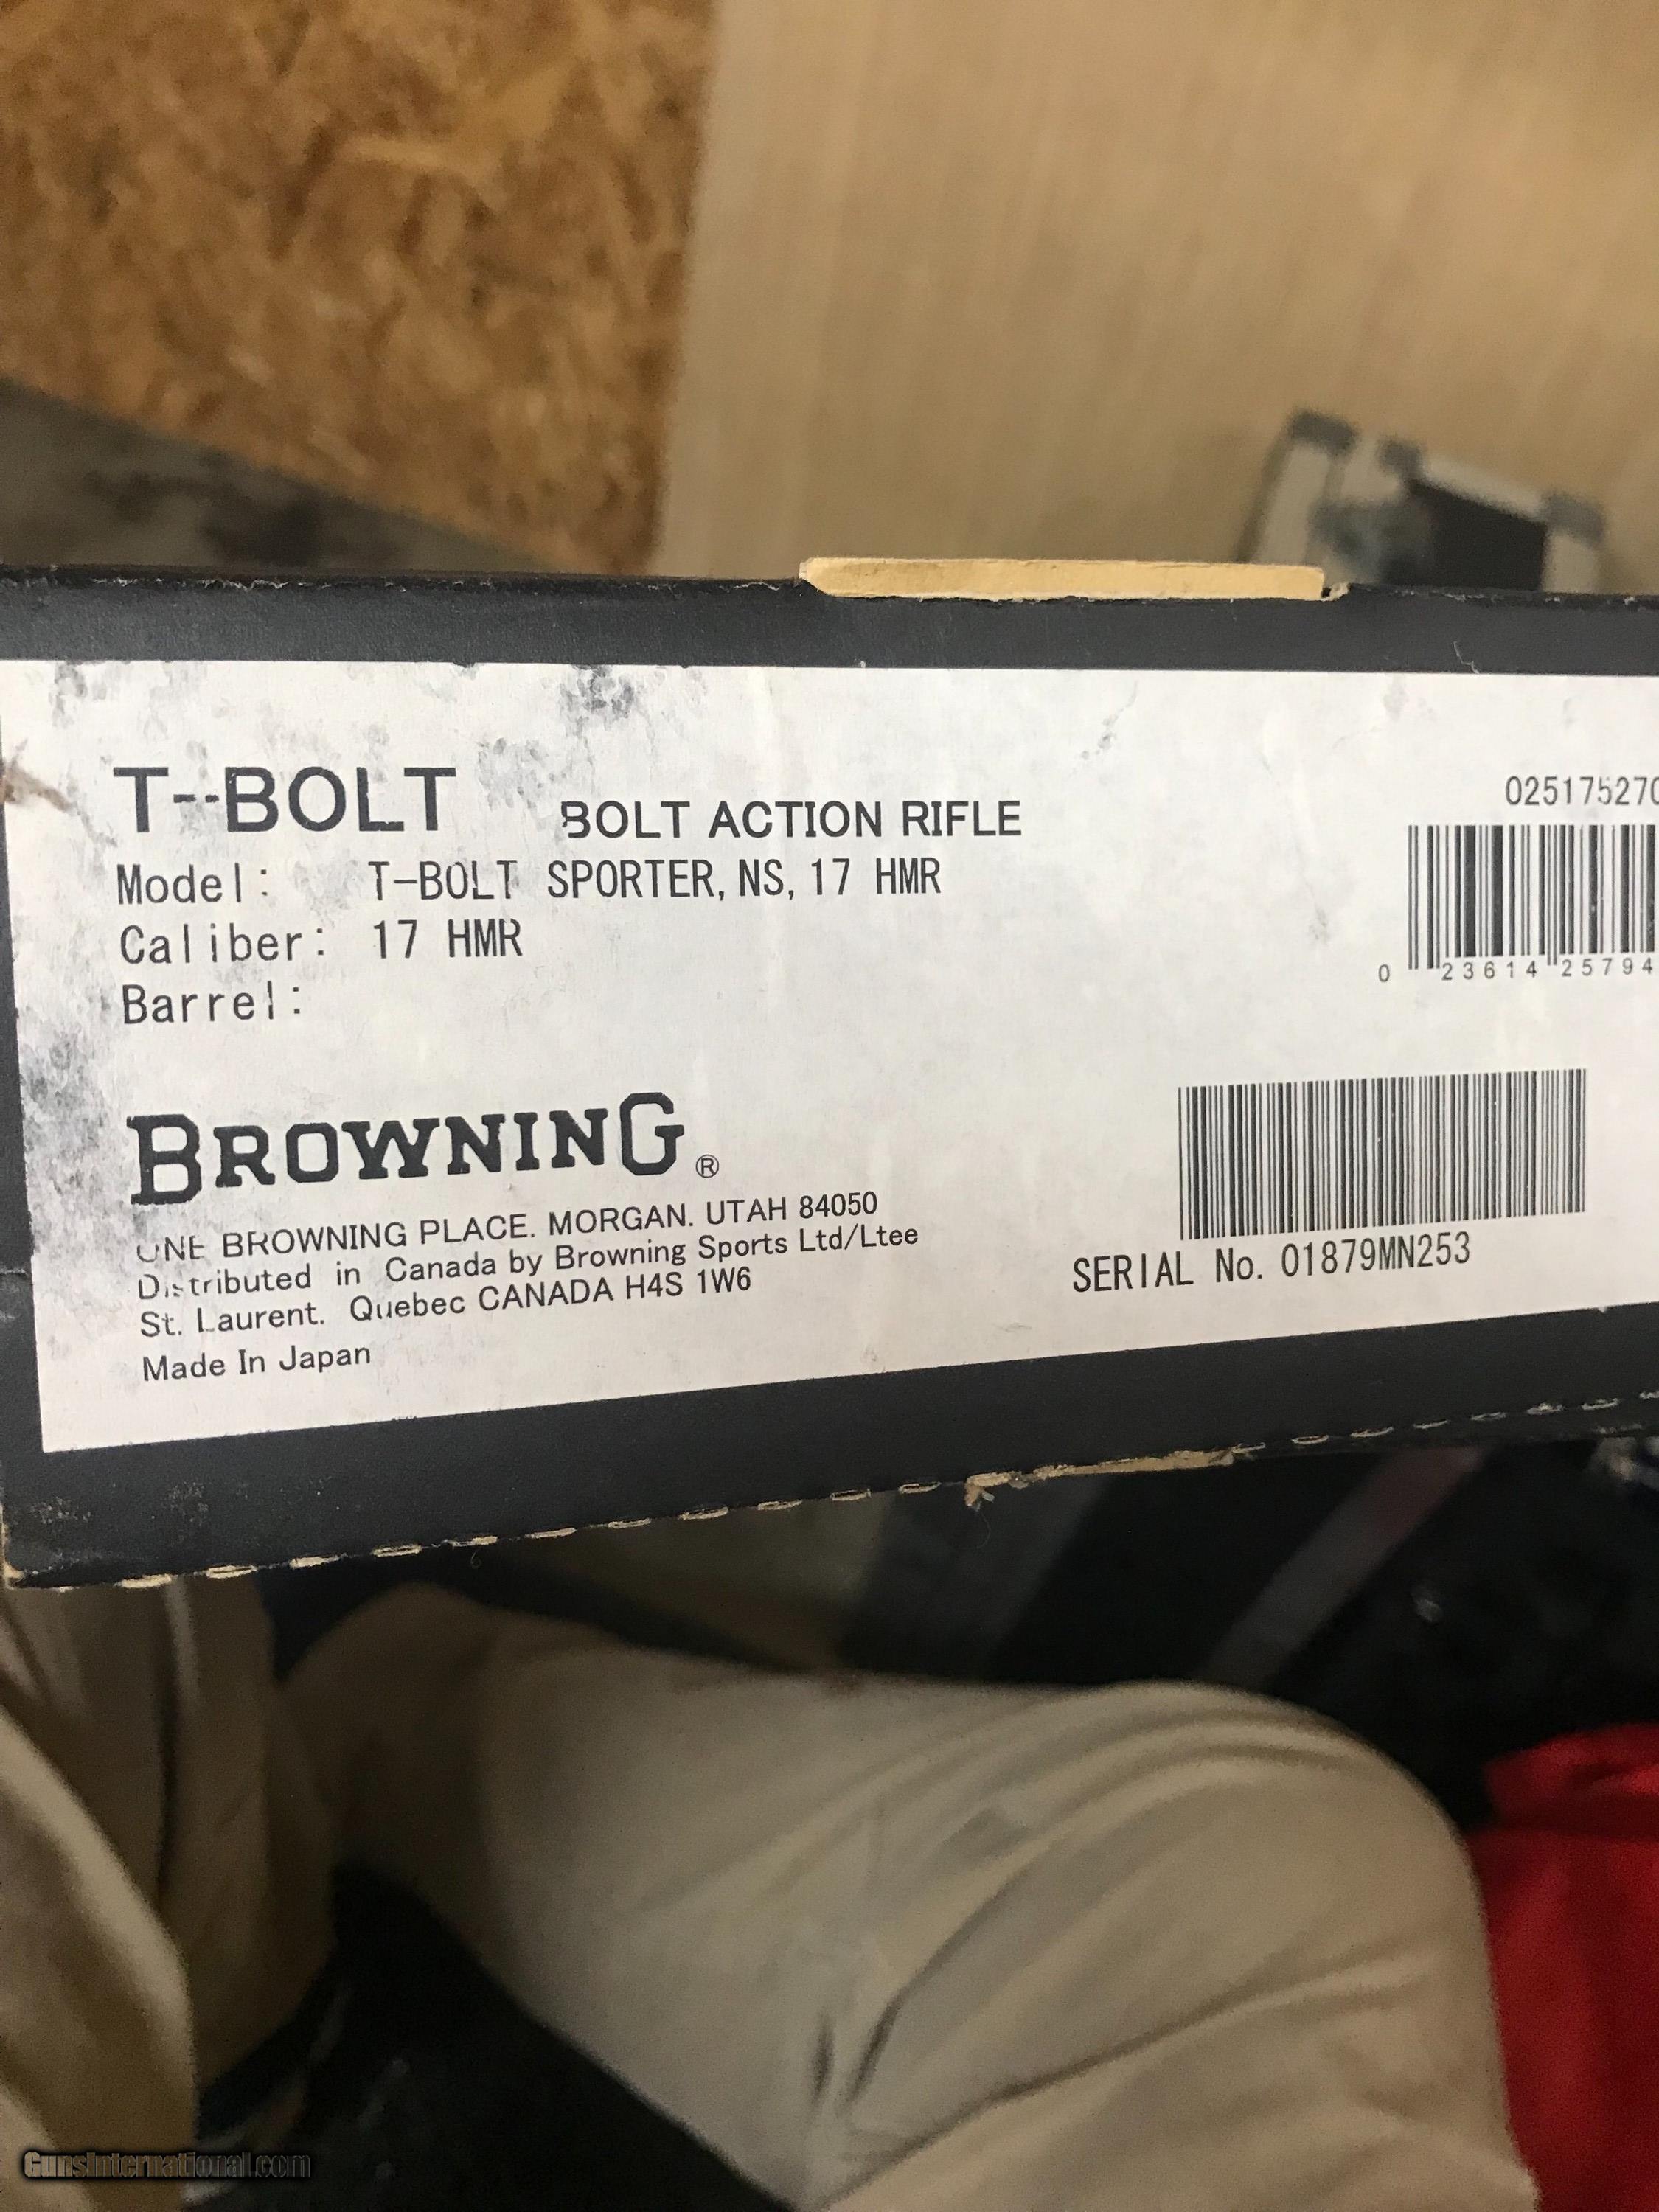 T--BOLT BOLT ACTION RIFLE
Model: T-BOLT SPORTER, NS, 17 HMR
Caliber: 17 HMR
Barrel:
025175270
0 23614 25794
BROWNING®
ONE BROWNING PLACE. MORGAN. UTAH 84050
Distributed in Canada by Browning Sports Ltd/Ltee
St. Laurent. Quebec CANADA H4S 1W6
Made In Japan
SERIAL No. 01879MN253
GunsInternational.com